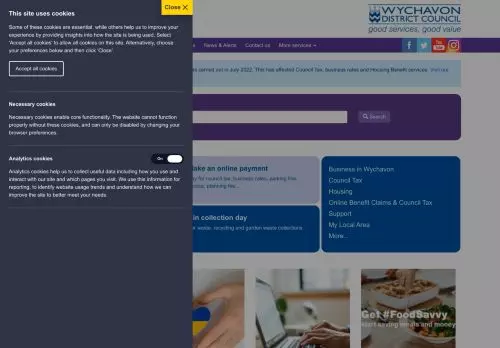 This site uses cookies
Close ✕
Some of these cookies are essential, while others help us to improve your
experience by providing insights into how the site is being used. Select
'Accept all cookies' to allow all cookies on this site. Alternatively, choose
your preferences below and then click 'Close'.
Accept all cookies
Necessary cookies
Necessary cookies enable core functionality. The website cannot function
properly without these cookies, and can only be disabled by changing your
browser preferences.
Analytics cookies
On
Analytics cookies help us to collect useful data including how you use and
interact with our site and which pages you visit. We use this information for
reporting, to identify website usage trends and understand how we can
improve the site to better meet your needs.
WYCHAVON
DISTRICT COUNCIL
good services, good value
News & Alerts
Contact us
More services
You Tube
carried out in July 2022. This has affected Council Tax, business rates and Housing Benefit services.
Search
ake an online payment
y for council tax, business rates, parking fine,
planning fee...
in collection day
waste, recycling and garden waste collections
Business in Wychavon
Council Tax
Housing
Online Benefit Claims & Council Tax
Support
My Local Area
More...
Get #FoodSavvy
start saving meals and money